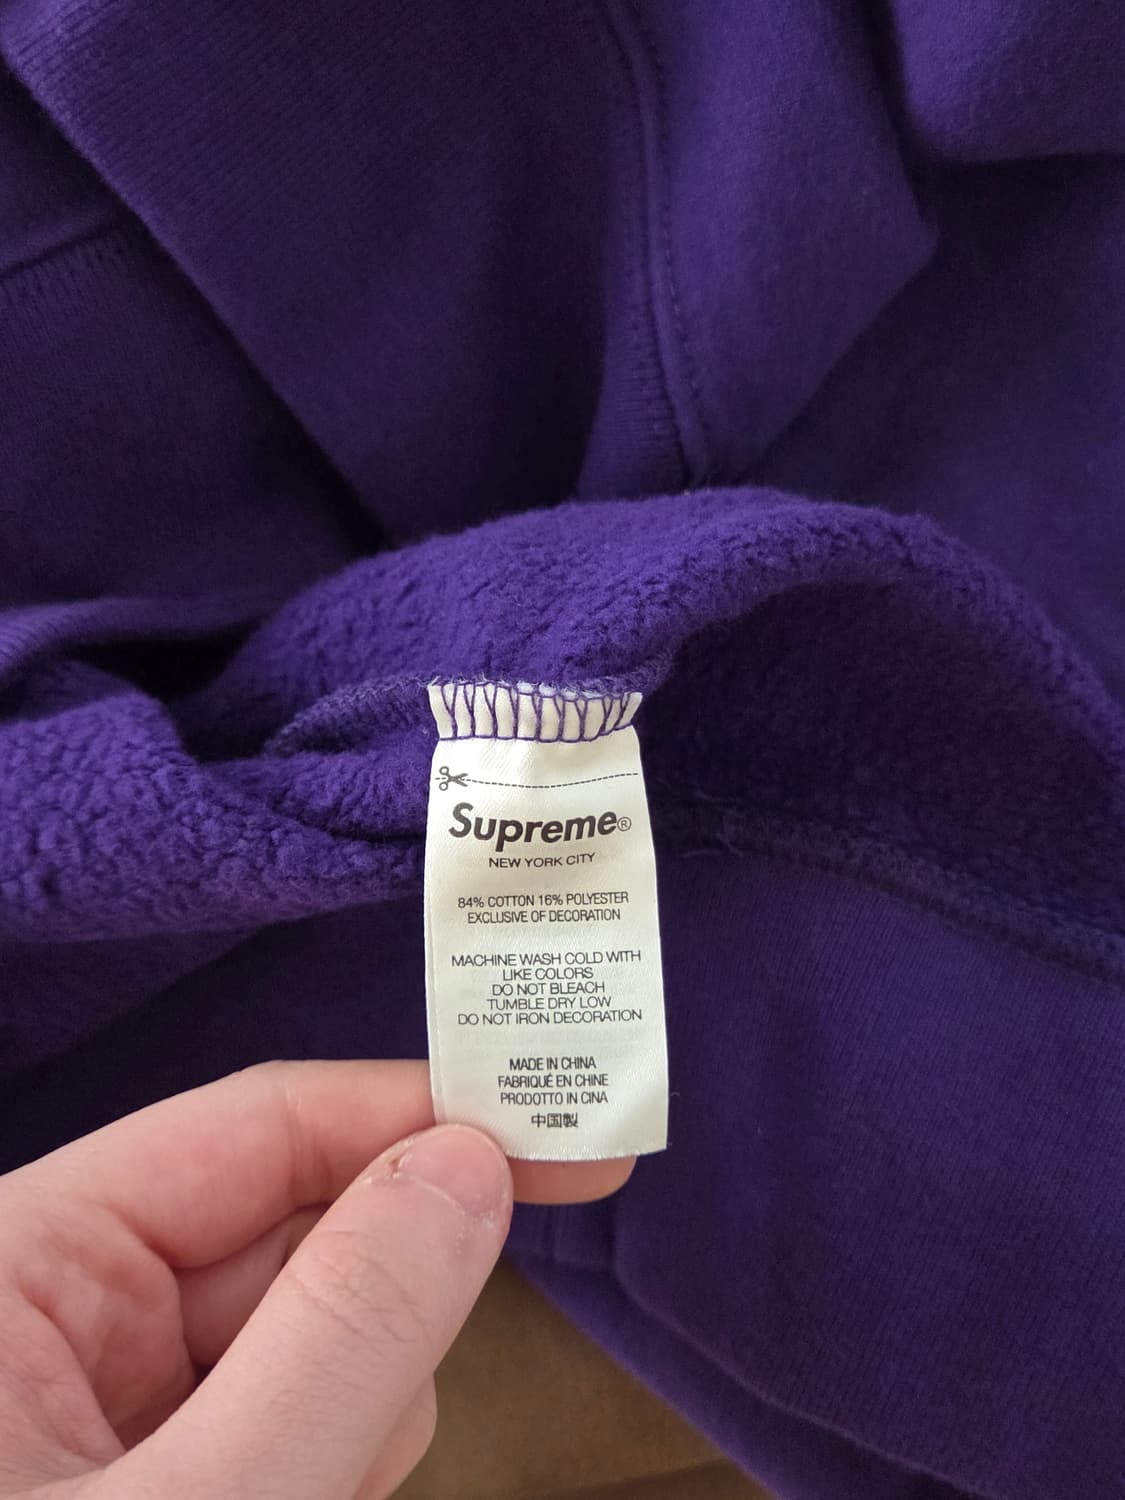 Supreme®
NEW YORK CITY
84% COTTON 16% POLYESTER
EXCLUSIVE OF DECORATION
MACHINE WASH COLD WITH
LIKE COLORS
DO NOT BLEACH
TUMBLE DRY LOW
DO NOT IRON DECORATION
MADE IN CHINA
FABRIQUÉ EN CHINE
PRODOTTO IN CINA
中国製